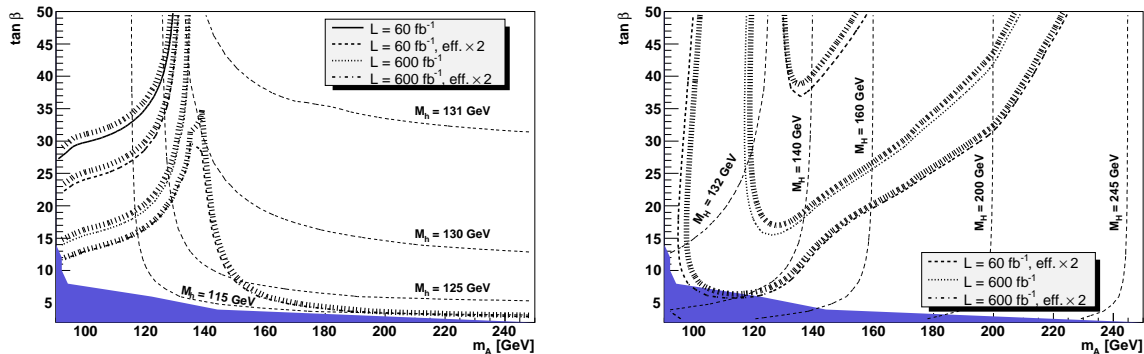 tan β
50
45
40
35
30
25
20
15
10
5
L = 60 fb⁻¹
L = 60 fb⁻¹, eff. × 2
L = 600 fb⁻¹
L = 600 fb⁻¹, eff. × 2
M_h = 131 GeV
M_h = 130 GeV
M_h = 125 GeV
M_h = 115 GeV
100 120 140 160 180 200 220 240
m_A [GeV]
tan β
50
45
40
35
30
25
20
15
10
5
M_H = 132 GeV
M_H = 140 GeV
M_H = 160 GeV
M_H = 200 GeV
M_H = 245 GeV
L = 60 fb⁻¹, eff. × 2
L = 600 fb⁻¹
L = 600 fb⁻¹, eff. × 2
100 120 140 160 180 200 220 240
m_A [GeV]